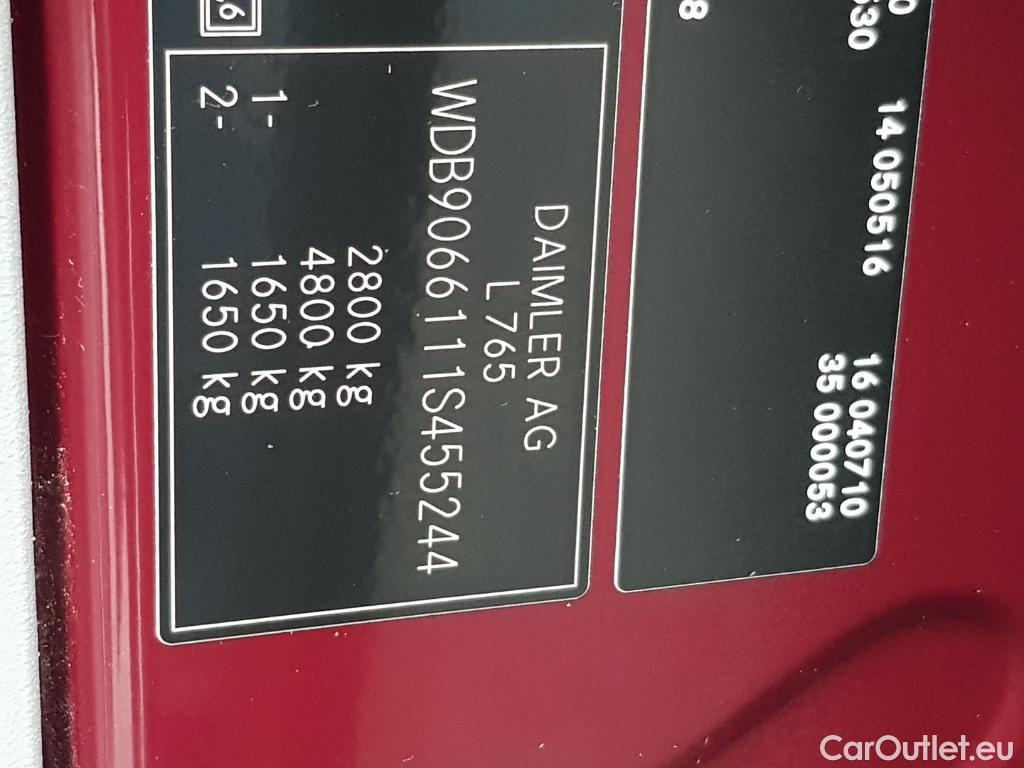 DAIMLER AG
L 765
WDB9066111S455244
2800 kg
4800 kg
1- 1650 kg
2- 1650 kg
14 050516
16 040710
35 000053
CarOutlet.eu